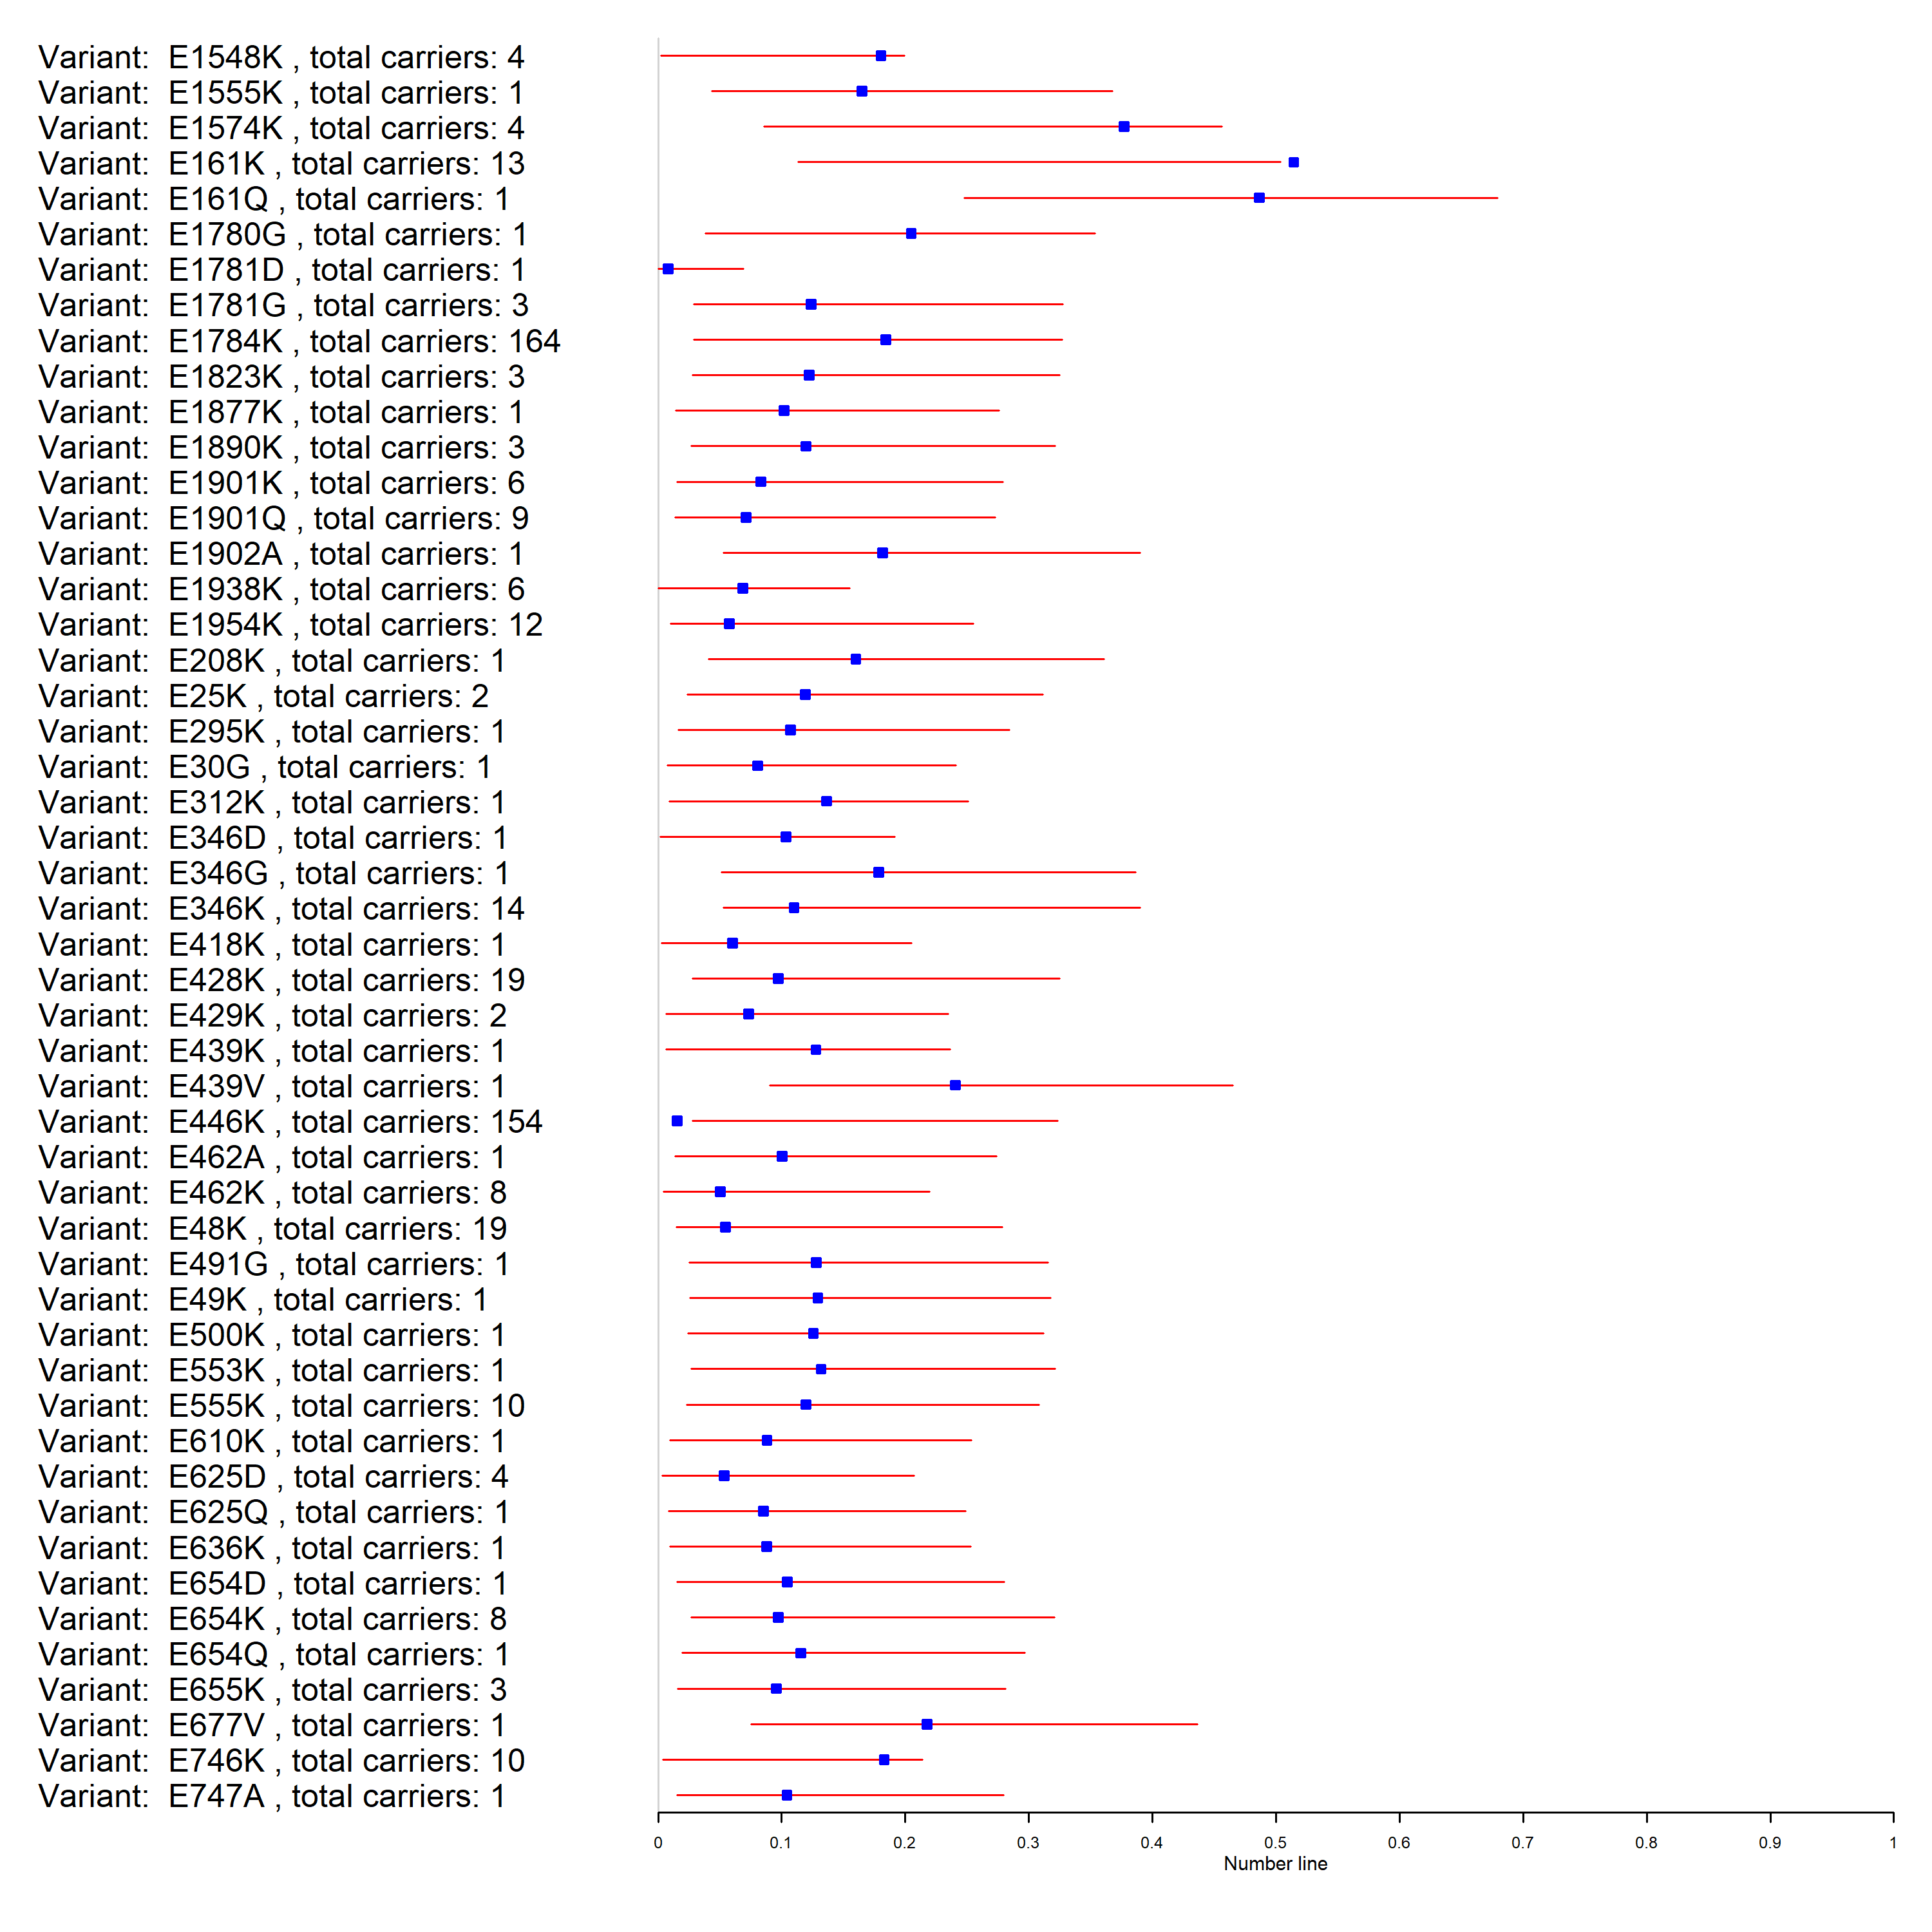 Variant: E1548K , total carriers: 4
Variant: E1555K , total carriers: 1
Variant: E1574K , total carriers: 4
Variant: E161K , total carriers: 13
Variant: E161Q , total carriers: 1
Variant: E1780G , total carriers: 1
Variant: E1781D , total carriers: 1
Variant: E1781G , total carriers: 3
Variant: E1784K , total carriers: 164
Variant: E1823K , total carriers: 3
Variant: E1877K , total carriers: 1
Variant: E1890K , total carriers: 3
Variant: E1901K , total carriers: 6
Variant: E1901Q , total carriers: 9
Variant: E1902A , total carriers: 1
Variant: E1938K , total carriers: 6
Variant: E1954K , total carriers: 12
Variant: E208K , total carriers: 1
Variant: E25K , total carriers: 2
Variant: E295K , total carriers: 1
Variant: E30G , total carriers: 1
Variant: E312K , total carriers: 1
Variant: E346D , total carriers: 1
Variant: E346G , total carriers: 1
Variant: E346K , total carriers: 14
Variant: E418K , total carriers: 1
Variant: E428K , total carriers: 19
Variant: E429K , total carriers: 2
Variant: E439K , total carriers: 1
Variant: E439V , total carriers: 1
Variant: E446K , total carriers: 154
Variant: E462A , total carriers: 1
Variant: E462K , total carriers: 8
Variant: E48K , total carriers: 19
Variant: E491G , total carriers: 1
Variant: E49K , total carriers: 1
Variant: E500K , total carriers: 1
Variant: E553K , total carriers: 1
Variant: E555K , total carriers: 10
Variant: E610K , total carriers: 1
Variant: E625D , total carriers: 4
Variant: E625Q , total carriers: 1
Variant: E636K , total carriers: 1
Variant: E654D , total carriers: 1
Variant: E654K , total carriers: 8
Variant: E654Q , total carriers: 1
Variant: E655K , total carriers: 3
Variant: E677V , total carriers: 1
Variant: E746K , total carriers: 10
Variant: E747A , total carriers: 1
0 0.1 0.2 0.3 0.4 0.5 0.6 0.7 0.8 0.9 1
Number line